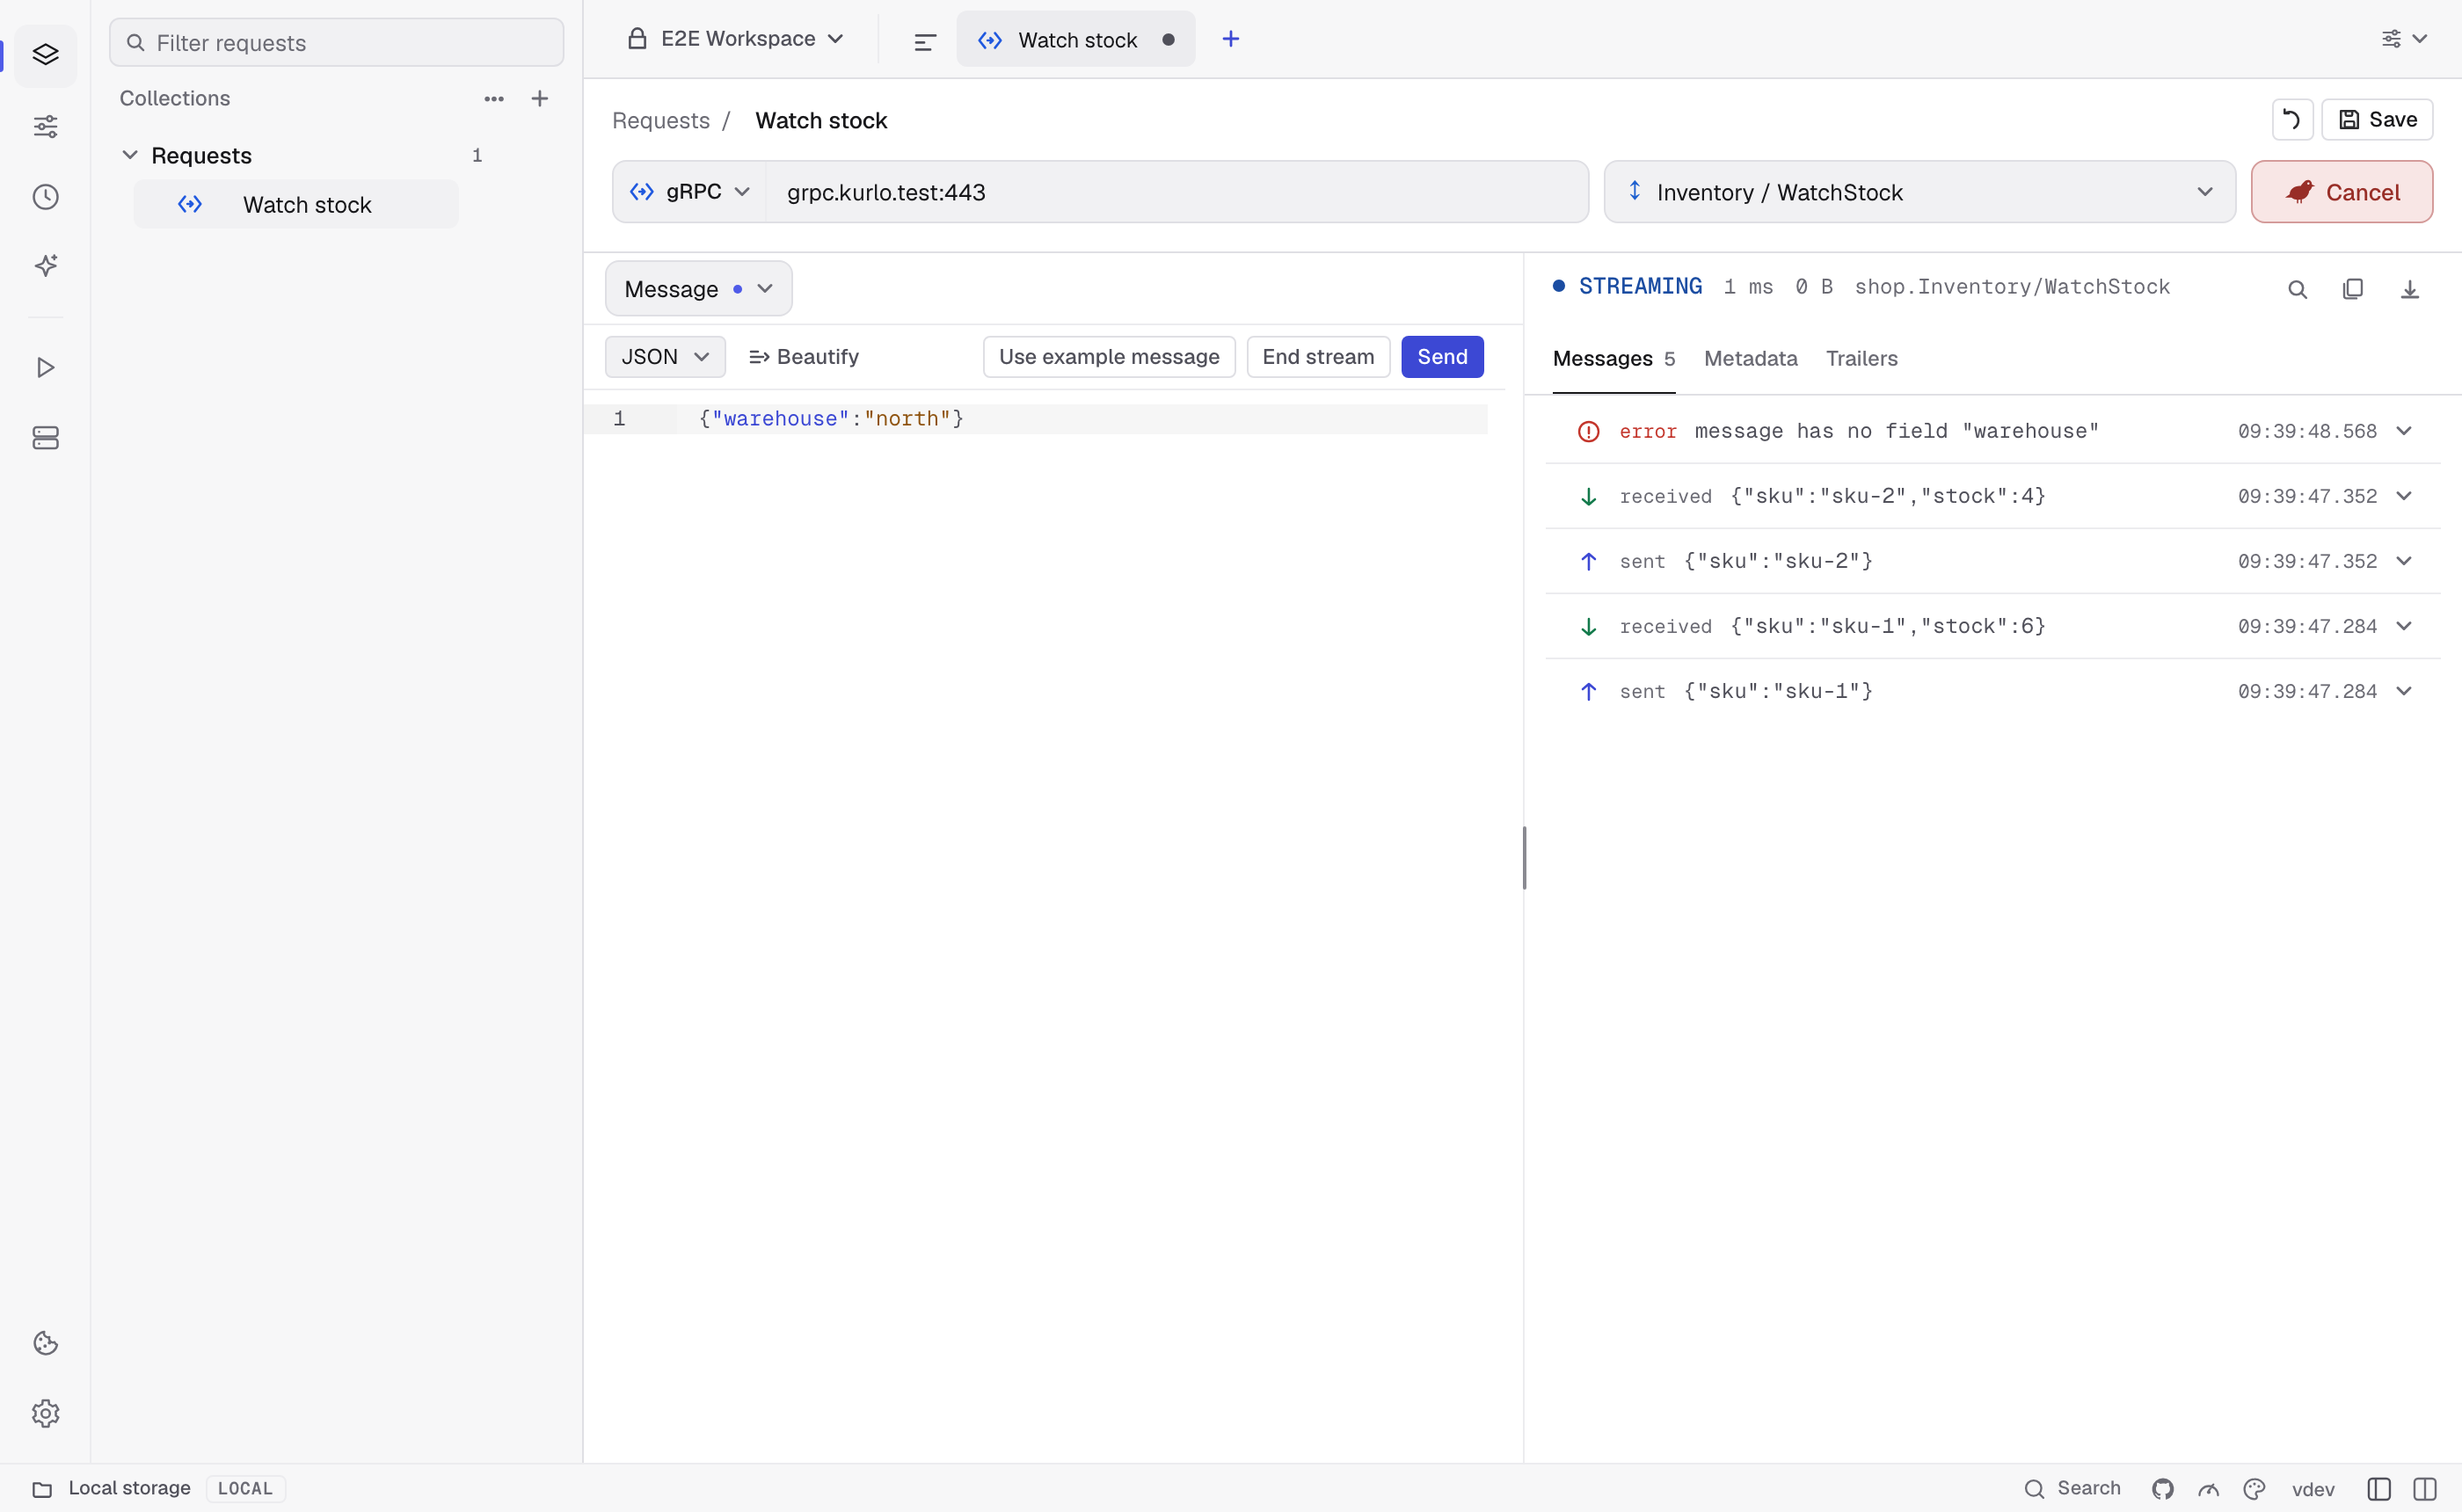 Filter requests
Collections
Requests 1
Watch stock
E2E Workspace
Watch stock
Requests / Watch stock
Save
gRPC grpc.kurlo.test:443
Inventory / WatchStock
Cancel
Message
JSON Beautify Use example message End stream Send
1 {"warehouse":"north"}
STREAMING 1 ms 0 B shop.Inventory/WatchStock
Messages 5 Metadata Trailers
error message has no field "warehouse" 09:39:48.568
received {"sku":"sku-2","stock":4} 09:39:47.352
sent {"sku":"sku-2"} 09:39:47.352
received {"sku":"sku-1","stock":6} 09:39:47.284
sent {"sku":"sku-1"} 09:39:47.284
Local storage LOCAL
Search vdev